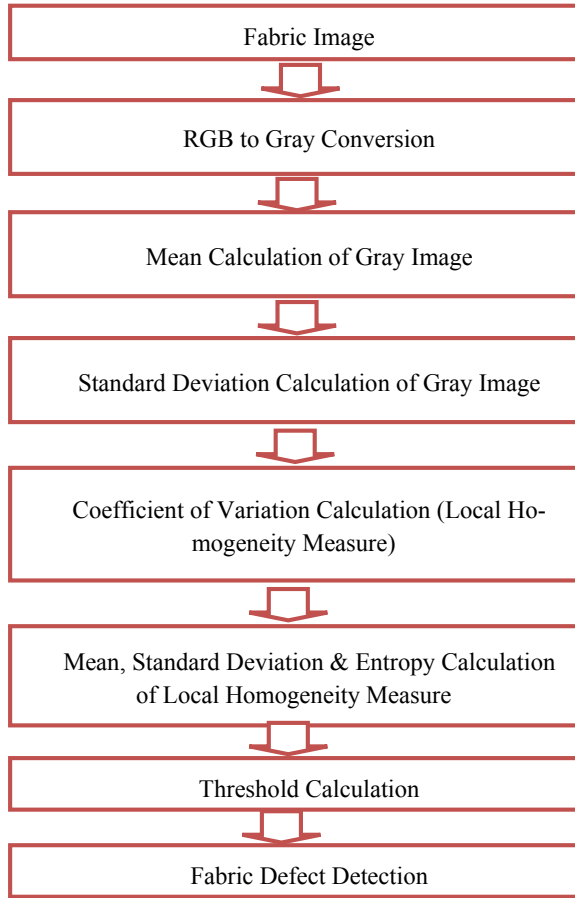 Fabric Image
RGB to Gray Conversion
Mean Calculation of Gray Image
Standard Deviation Calculation of Gray Image
Coefficient of Variation Calculation (Local Ho-
mogeneity Measure)
Mean, Standard Deviation & Entropy Calculation
of Local Homogeneity Measure
Threshold Calculation
Fabric Defect Detection